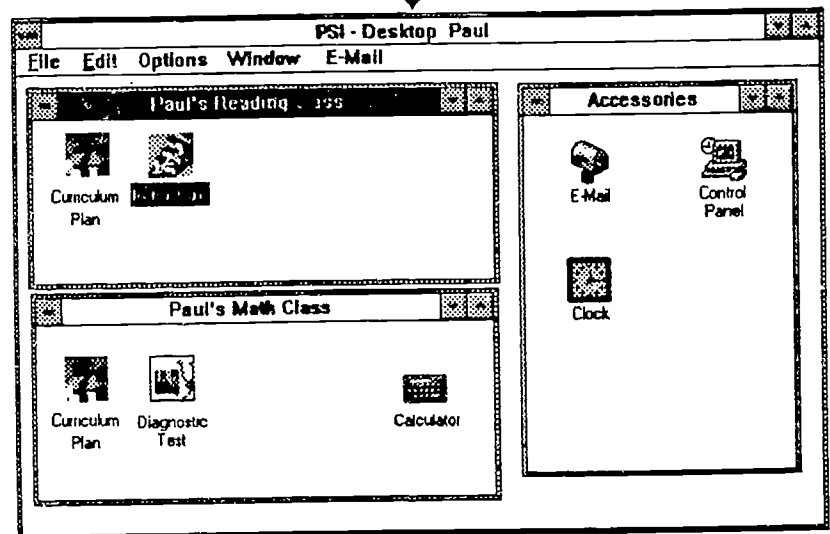 PSI - Desktop Paul
File Edit Options Window E-Mail
Paul's Reading Class
Curriculum
Plan
Accessories
E-Mail
Control
Panel
Clock
Paul's Math Class
Curriculum
Plan
Diagnostic
Test
Calculator